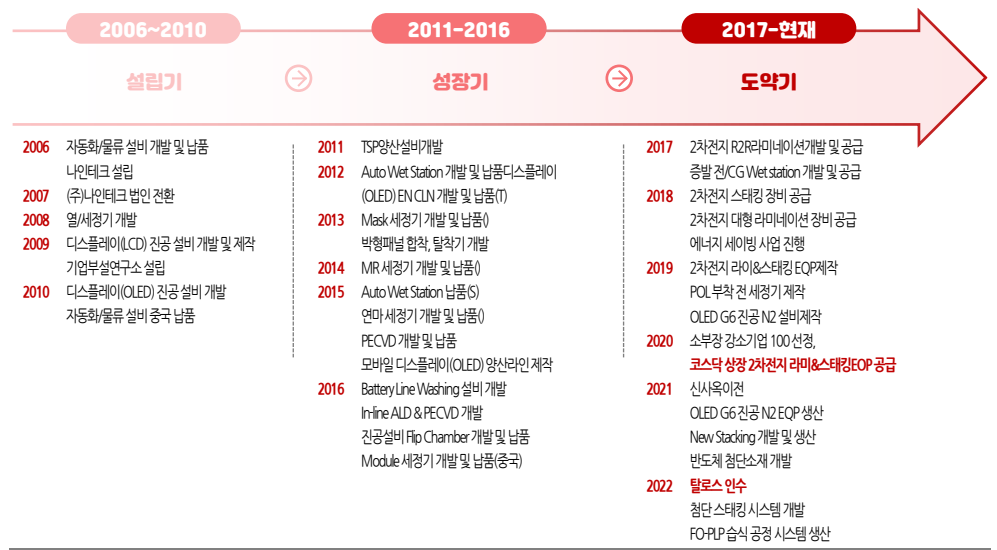 2006~2010
설립기
2006 자동화/물류 설비 개발 및 납품
나인테크 설립
2007 (주)나인테크 법인 전환
2008 열/세정기 개발
2009 디스플레이(LCD) 진공 설비 개발 및 제작
기업부설연구소 설립
2010 디스플레이(OLED) 진공 설비 개발
자동화/물류 설비 중국 납품
2011-2016
성장기
2011 TSP양산설비개발
2012 Auto Wet Station 개발 및 납품디스플레이
(OLED) EN CLN 개발 및 납품(T)
2013 Mask 세정기 개발 및 납품()
박형패널 합착, 탈착기 개발
2014 MR 세정기 개발 및 납품()
2015 Auto Wet Station 납품(S)
연마 세정기 개발 및 납품()
PECVD 개발 및 납품
모바일 디스플레이(OLED) 양산라인 제작
2016 Battery Line Washing 설비 개발
In-line ALD & PECVD 개발
진공설비 Flip Chamber 개발 및 납품
Module 세정기 개발 및 납품(중국)
2017-현재
도약기
2017 2차전지 R2R라미네이션개발 및 공급
증발 전/CG Wet station 개발 및 공급
2018 2차전지 스태킹 장비 공급
2차전지 대형 라미네이션 장비 공급
에너지 세이빙 사업 진행
2019 2차전지 라이&스태킹 EQP제작
POL 부착 전 세정기 제작
OLED G6 진공 N2 설비제작
2020 소부장 강소기업 100 선정,
코스닥 상장 2차전지 라미&스태킹EOP 공급
2021 신사옥이전
OLED G6 진공 N2 EQP 생산
New Stacking 개발 및 생산
반도체 첨단소재 개발
2022 탈로스 인수
첨단 스태킹 시스템 개발
FO-PLP 습식 공정 시스템 생산